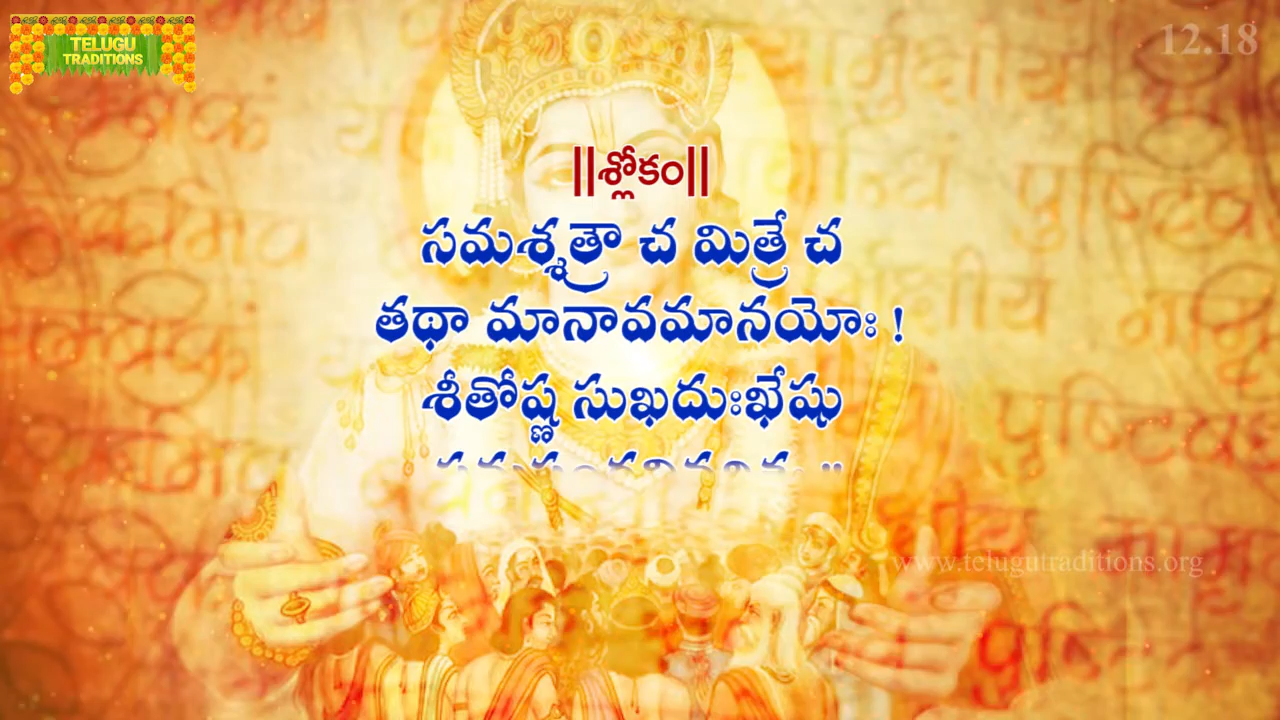 TELUGU
TRADITIONS
12.18
||శ్లోకం||
సమశ్శత్రౌ చ మిత్రే చ
తథా మానావమానయోః !
శీతోష్ణ సుఖదుఃఖేషు
www.telugutraditions.org